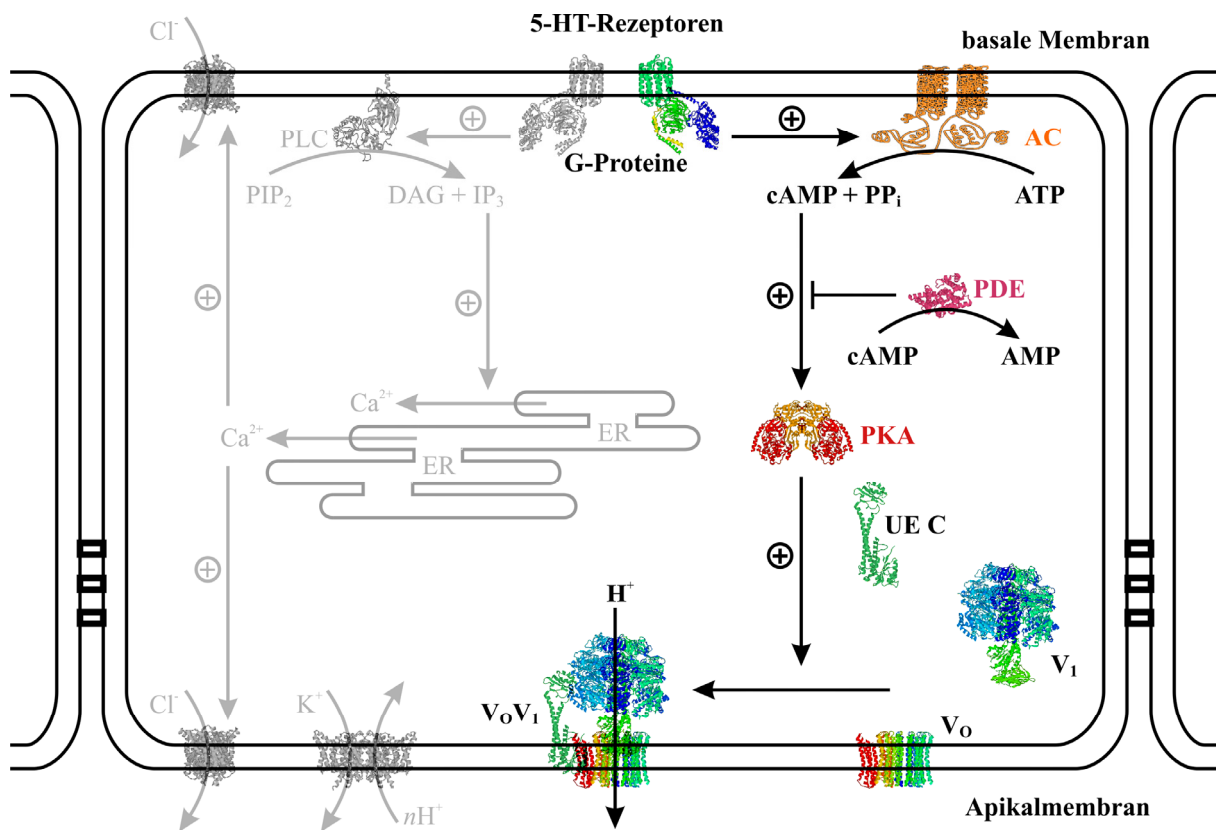 5-HT-Rezeptoren
Cl⁻
basale Membran
PLC
⊕
⊕
AC
G-Proteine
PIP₂
DAG + IP₃
cAMP + PPᵢ
ATP
⊕
⊕
⊕
PDE
cAMP
AMP
Ca²⁺
ER
Ca²⁺
ER
PKA
UE C
⊕
⊕
H⁺
V₁
Cl⁻
K⁺
VₒV₁
Vₒ
nH⁺
Apikalmembran